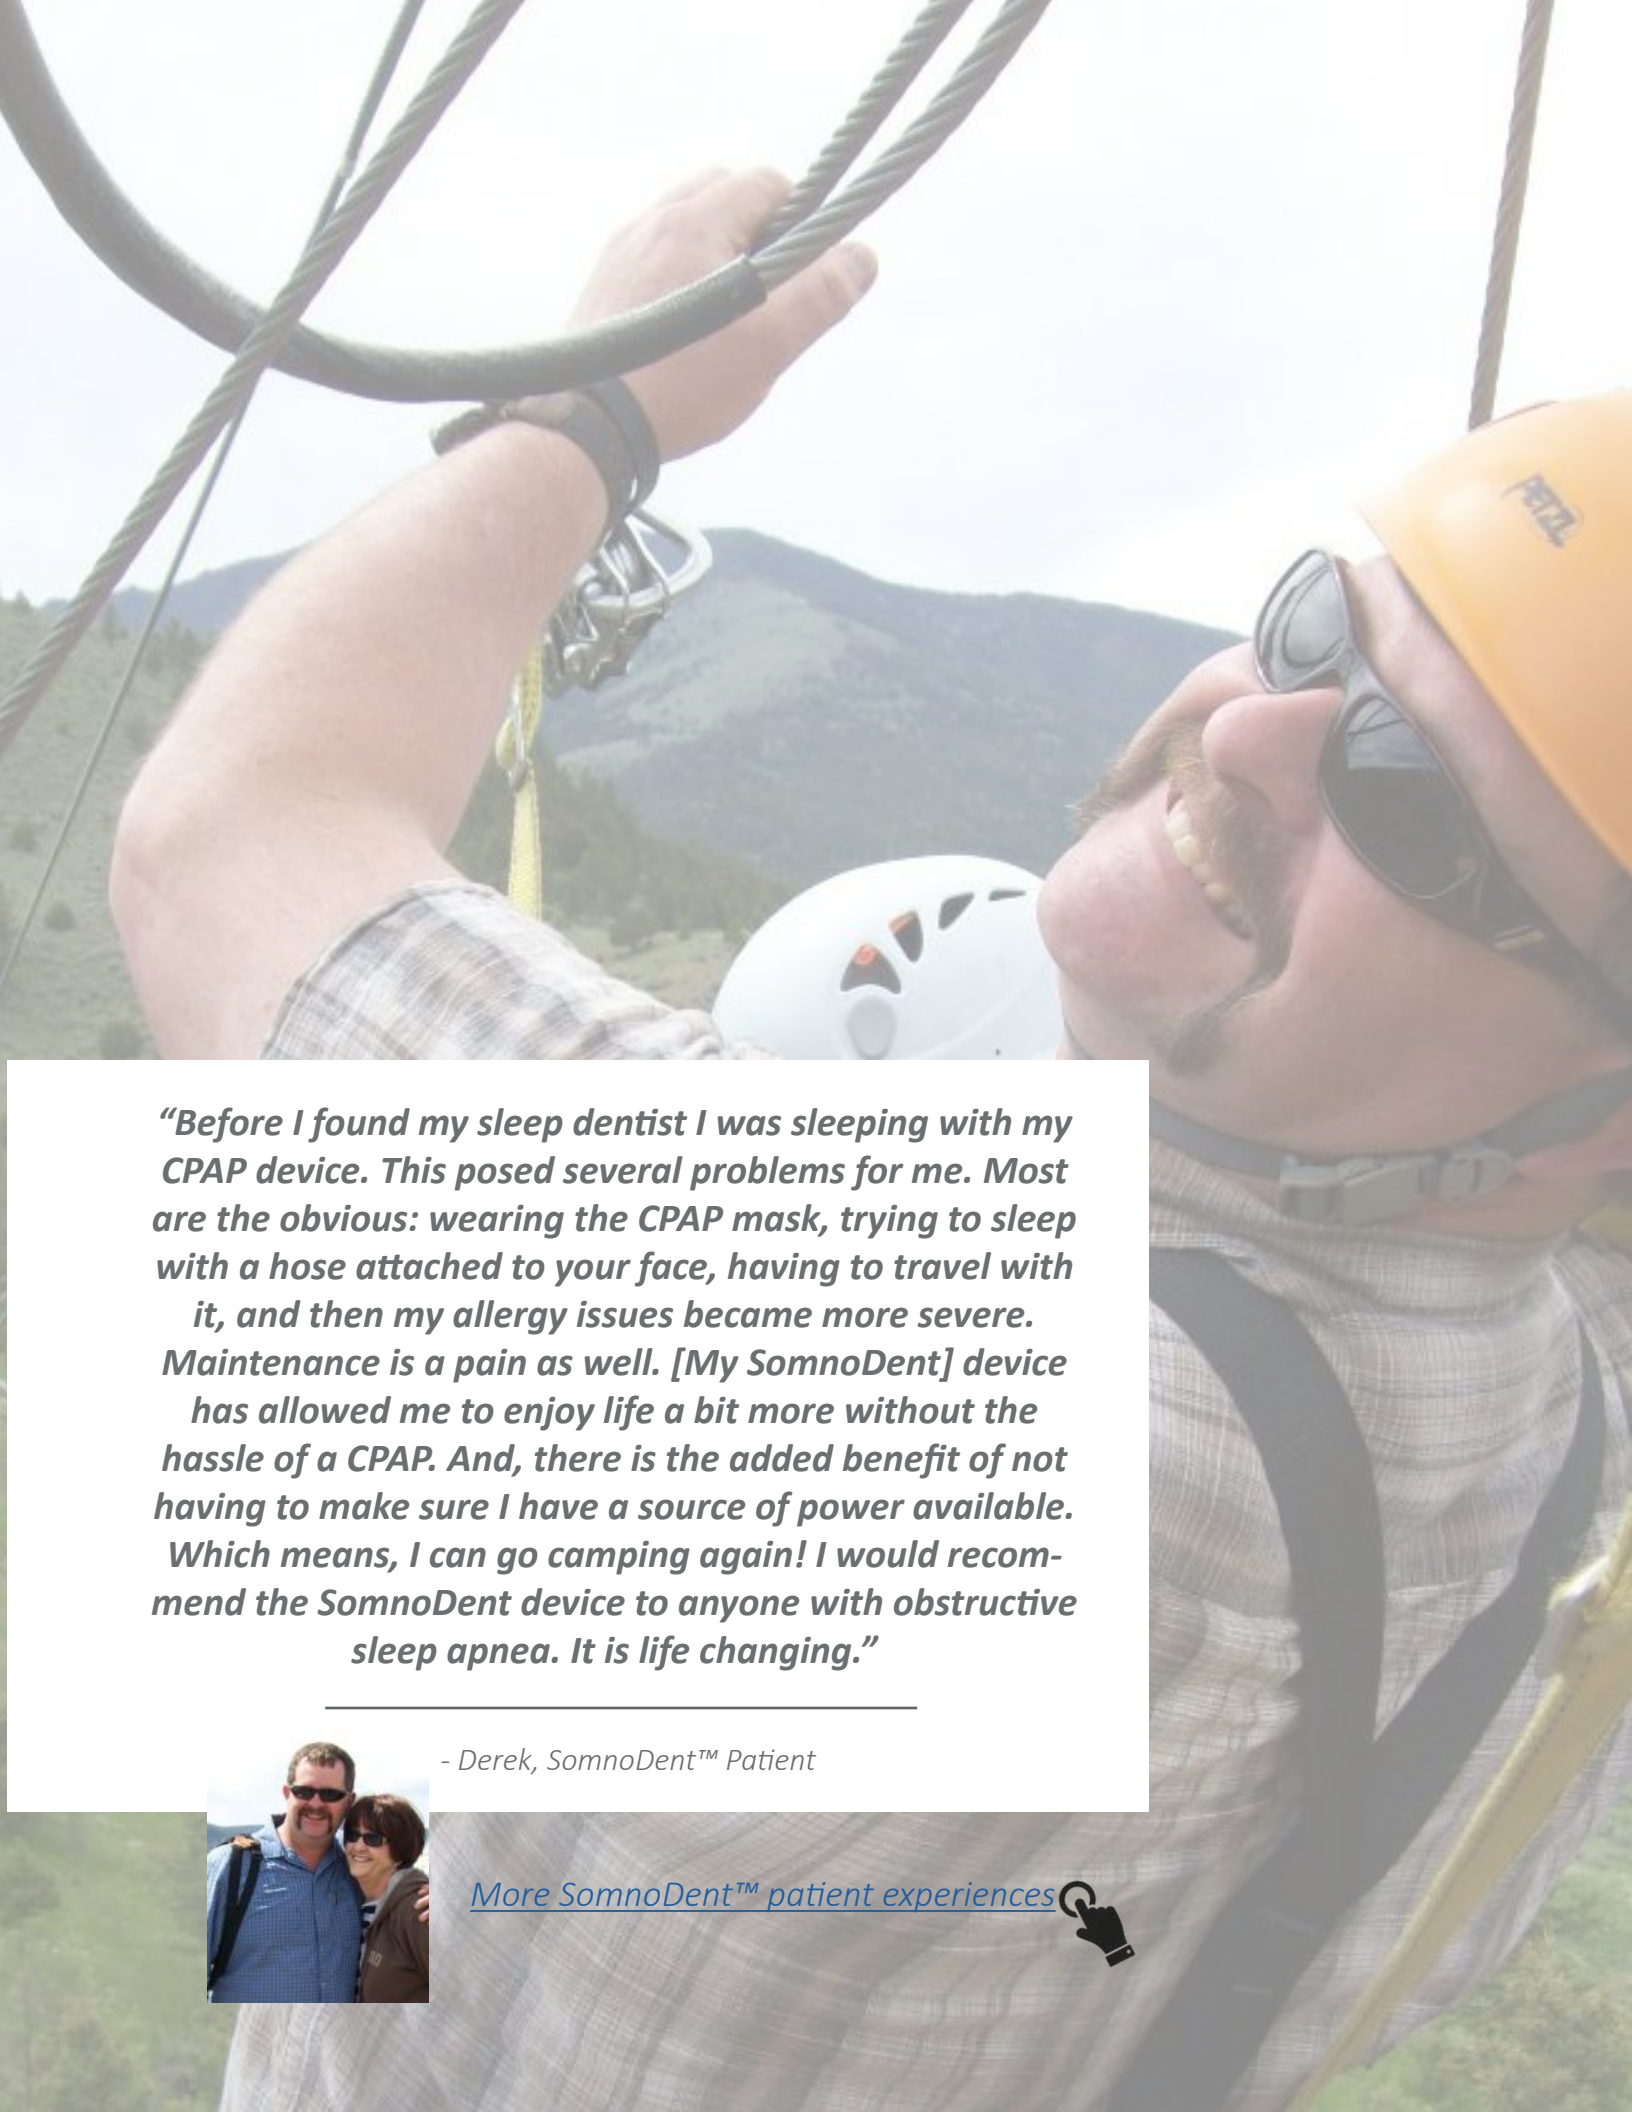 PETZL
“Before I found my sleep dentist I was sleeping with my
CPAP device. This posed several problems for me. Most
are the obvious: wearing the CPAP mask, trying to sleep
with a hose attached to your face, having to travel with
it, and then my allergy issues became more severe.
Maintenance is a pain as well. [My SomnoDent] device
has allowed me to enjoy life a bit more without the
hassle of a CPAP. And, there is the added benefit of not
having to make sure I have a source of power available.
Which means, I can go camping again! I would recom-
mend the SomnoDent device to anyone with obstructive
sleep apnea. It is life changing.”
- Derek, SomnoDent™ Patient
More SomnoDent™ patient experiences